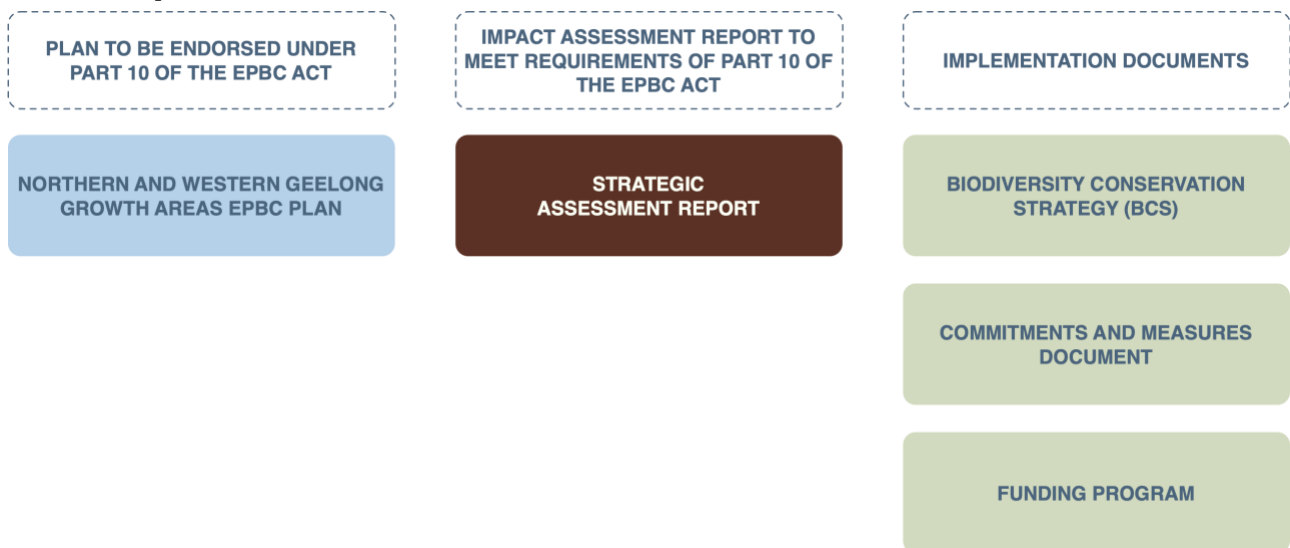 PLAN TO BE ENDORSED UNDER
PART 10 OF THE EPBC ACT
IMPACT ASSESSMENT REPORT TO
MEET REQUIREMENTS OF PART 10 OF
THE EPBC ACT
IMPLEMENTATION DOCUMENTS
NORTHERN AND WESTERN GEELONG
GROWTH AREAS EPBC PLAN
STRATEGIC
ASSESSMENT REPORT
BIODIVERSITY CONSERVATION
STRATEGY (BCS)
COMMITMENTS AND MEASURES
DOCUMENT
FUNDING PROGRAM